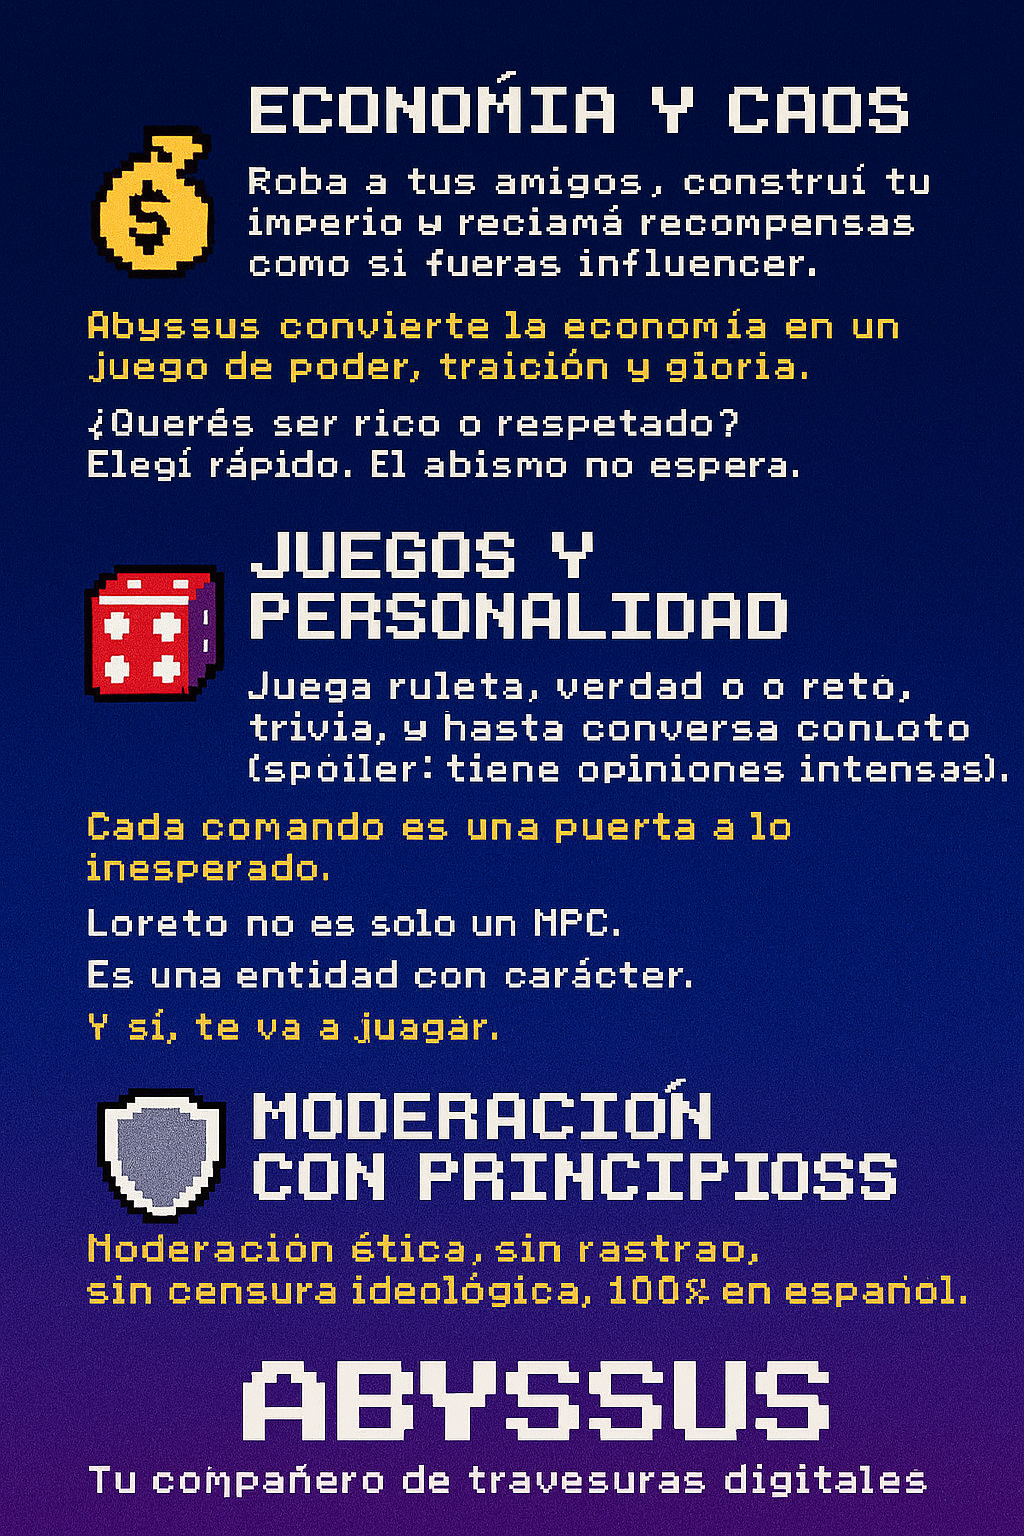 ECONOMÍA Y CAOS
Roba a tus amigos, construí tu
imperio y reciamá recompensas
como si fueras influencer.
Abyssus convierte la economía en un
juego de poder, traición y gioria.
¿Querés ser rico o respetado?
Elegí rápido. El abismo no espera.
JUEGOS Y
PERSONALIDAD
Juega ruleta, verdad o o reto,
trivia, y hasta conversa conLoto
(spoiler: tiene opiniones intensas).
Cada comando es una puerta a lo
inesperado.
Loreto no es solo un NPC.
Es una entidad con carácter.
Y sí, te va a juagar.
MODERACIÓN
CON PRINCIPIOSS
Moderación ética, sin rastrao,
sin censura ideológica, 100% en español.
ABYSSUS
Tu compañero de travesuras digitales